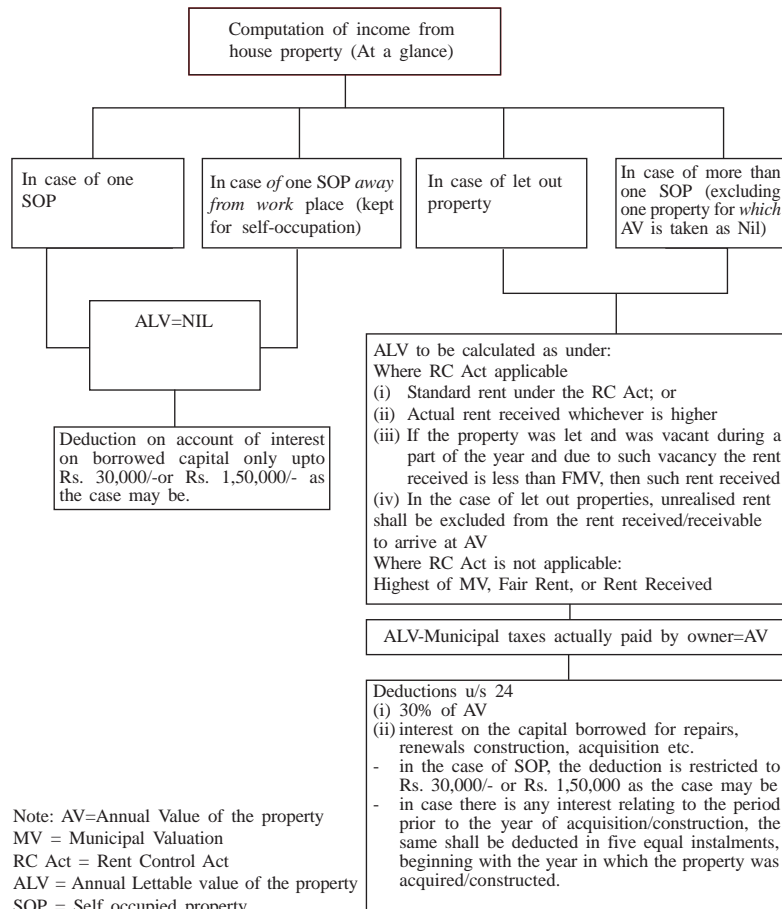 Computation of income from
house property (At a glance)
In case of one
SOP
In case of one SOP away
from work place (kept
for self-occupation)
In case of let out
property
In case of more than
one SOP (excluding
one property for which
AV is taken as Nil)
ALV=NIL
Deduction on account of interest
on borrowed capital only upto
Rs. 30,000/-or Rs. 1,50,000/- as
the case may be.
ALV to be calculated as under:
Where RC Act applicable
(i) Standard rent under the RC Act; or
(ii) Actual rent received whichever is higher
(iii) If the property was let and was vacant during a
part of the year and due to such vacancy the rent
received is less than FMV, then such rent received
(iv) In the case of let out properties, unrealised rent
shall be excluded from the rent received/receivable
to arrive at AV
Where RC Act is not applicable:
Highest of MV, Fair Rent, or Rent Received
ALV-Municipal taxes actually paid by owner=AV
Deductions u/s 24
(i) 30% of AV
(ii) interest on the capital borrowed for repairs,
renewals construction, acquisition etc.
- in the case of SOP, the deduction is restricted to
Rs. 30,000/- or Rs. 1,50,000 as the case may be
- in case there is any interest relating to the period
prior to the year of acquisition/construction, the
same shall be deducted in five equal instalments,
beginning with the year in which the property was
acquired/constructed.
Note: AV=Annual Value of the property
MV = Municipal Valuation
RC Act = Rent Control Act
ALV = Annual Lettable value of the property
SOP = Self occupied property